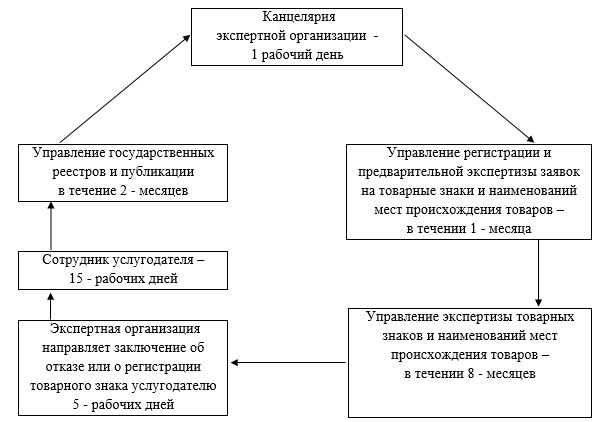 Канцелярия
экспертной организации -
1 рабочий день
Управление регистрации и
предварительной экспертизы заявок
на товарные знаки и наименований
мест происхождения товаров –
в течении 1 - месяца
Управление экспертизы товарных
знаков и наименований мест
происхождения товаров –
в течении 8 - месяцев
Экспертная организация
направляет заключение об
отказе или о регистрации
товарного знака услугодателю
5 - рабочих дней
Сотрудник услугодателя –
15 - рабочих дней
Управление государственных
реестров и публикации
в течение 2 - месяцев